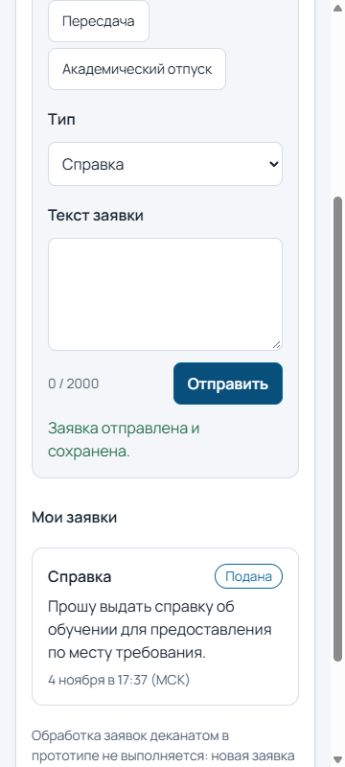 Пересдача
Академический отпуск
Тип
Справка
Текст заявки
0 / 2000
Отправить
Заявка отправлена и
сохранена.
Мои заявки
Справка
Подана
Прошу выдать справку об
обучении для предоставления
по месту требования.
4 ноября в 17:37 (МСК)
Обработка заявок деканатом в
прототипе не выполняется: новая заявка